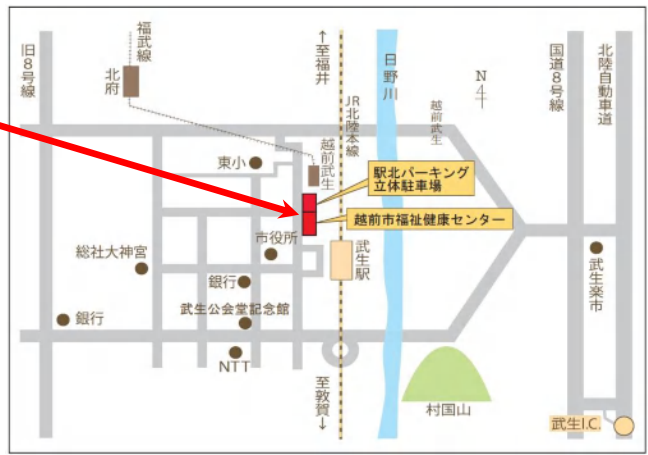 旧8号線
福武線
北府
↑至福井
JR北陸本線
日野川
N
越前武生
国道8号線
北陸自動車道
東小
越前武生
駅北パーキング
立体駐車場
越前市福祉健康センター
市役所
武生駅
総社大神宮
銀行
武生楽市
武生公会堂記念館
銀行
NTT
至敦賀↓
村国山
武生I.C.